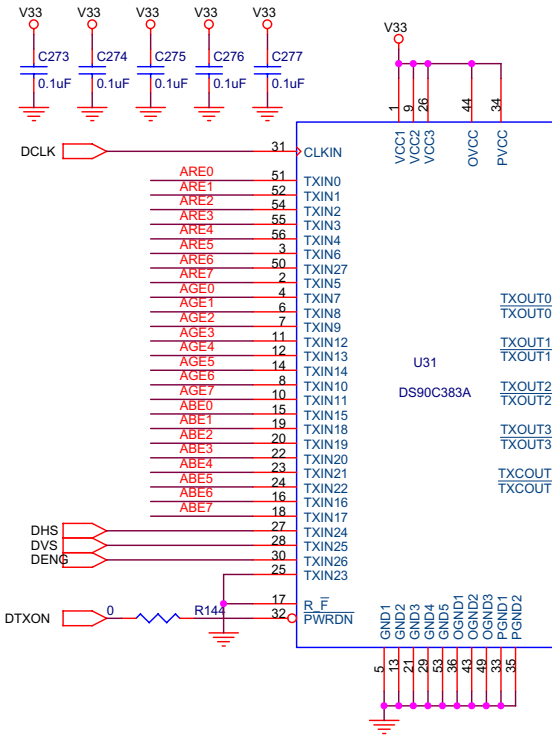 V33 V33 V33 V33 V33
C273 C274 C275 C276 C277
0.1uF 0.1uF 0.1uF 0.1uF 0.1uF
V33
1 9 26 44 34
VCC1 VCC2 VCC3 OVCC PVCC
DCLK 31 CLKIN
ARE0 51 TXIN0
ARE1 52 TXIN1
ARE2 54 TXIN2
ARE3 55 TXIN3
ARE4 56 TXIN4
ARE5 3 TXIN6
ARE6 50 TXIN27
ARE7 2 TXIN5
AGE0 4 TXIN7
AGE1 6 TXIN8
AGE2 7 TXIN9
AGE3 11 TXIN12
AGE4 12 TXIN13
AGE5 14 TXIN14
AGE6 8 TXIN10
AGE7 10 TXIN11
ABE0 15 TXIN15
ABE1 19 TXIN18
ABE2 20 TXIN19
ABE3 22 TXIN20
ABE4 23 TXIN21
ABE5 24 TXIN22
ABE6 16 TXIN16
ABE7 18 TXIN17
DHS 27 TXIN24
DVS 28 TXIN25
DENG 30 TXIN26
25 TXIN23
17 R_F
DTXON 0 R144 32 PWRDN
U31
DS90C383A
TXOUT0
TXOUT0
TXOUT1
TXOUT1
TXOUT2
TXOUT2
TXOUT3
TXOUT3
TXCOUT
TXCOUT
GND1 GND2 GND3 GND4 GND5 OGND1 OGND2 OGND3 PGND1 PGND2
5 13 21 29 53 36 43 49 33 35